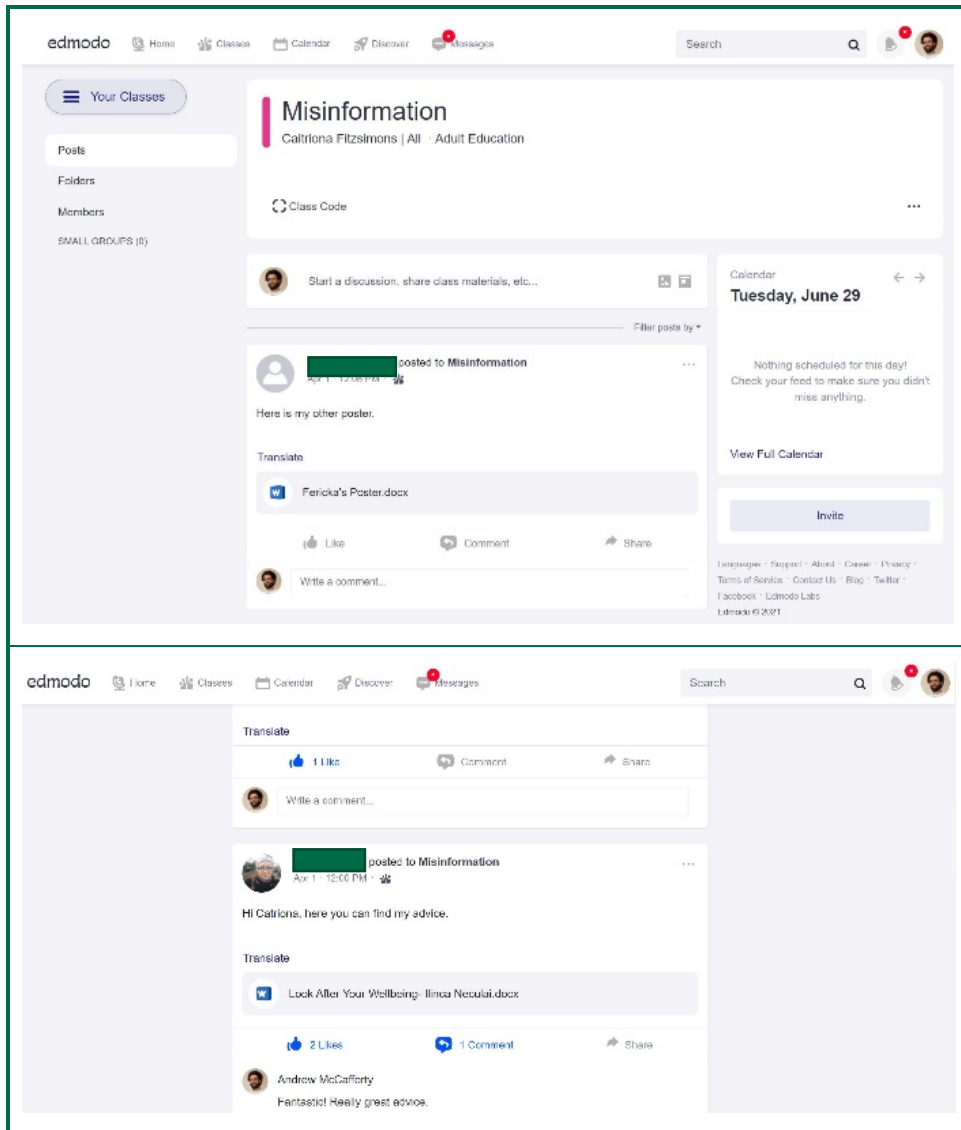 edmodo Home Classes Calendar Discover Messages Search
Your Classes
Posts
Folders
Members
SMALL GROUPS (0)
Misinformation
Caitriona Fitzsimons | All · Adult Education
Class Code
Start a discussion, share class materials, etc...
Filter posts by
posted to Misinformation
Apr 1 · 12:08 PM ·
Here is my other poster.
Translate
Fericka's Poster.docx
Like Comment Share
Write a comment...
Calendar
Tuesday, June 29
Nothing scheduled for this day!
Check your feed to make sure you didn't
miss anything.
View Full Calendar
Invite
Languages · Support · About · Career · Privacy ·
Terms of Service · Contact Us · Blog · Twitter ·
Facebook · Edmodo Labs
Edmodo © 2021
edmodo Home Classes Calendar Discover Messages Search
Translate
1 Like Comment Share
Write a comment...
posted to Misinformation
Apr 1 · 12:00 PM ·
Hi Catriona, here you can find my advice.
Translate
Look After Your Wellbeing- Ilinca Neculai.docx
2 Likes 1 Comment Share
Andrew McCafferty
Fantastic! Really great advice.